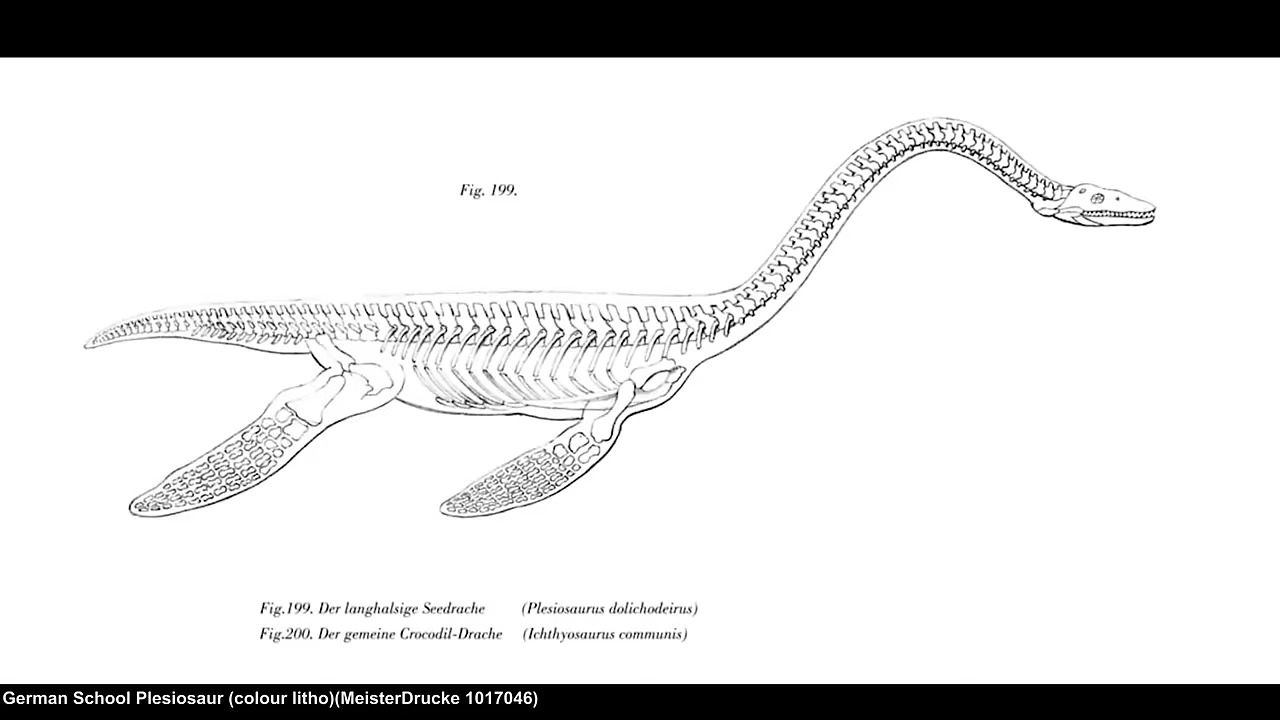 Fig. 199.
Fig.199. Der langhalsige Seedrache (Plesiosaurus dolichodeirus)
Fig.200. Der gemeine Crocodil-Drache (Ichthyosaurus communis)
German School Plesiosaur (colour litho)(MeisterDrucke 1017046)